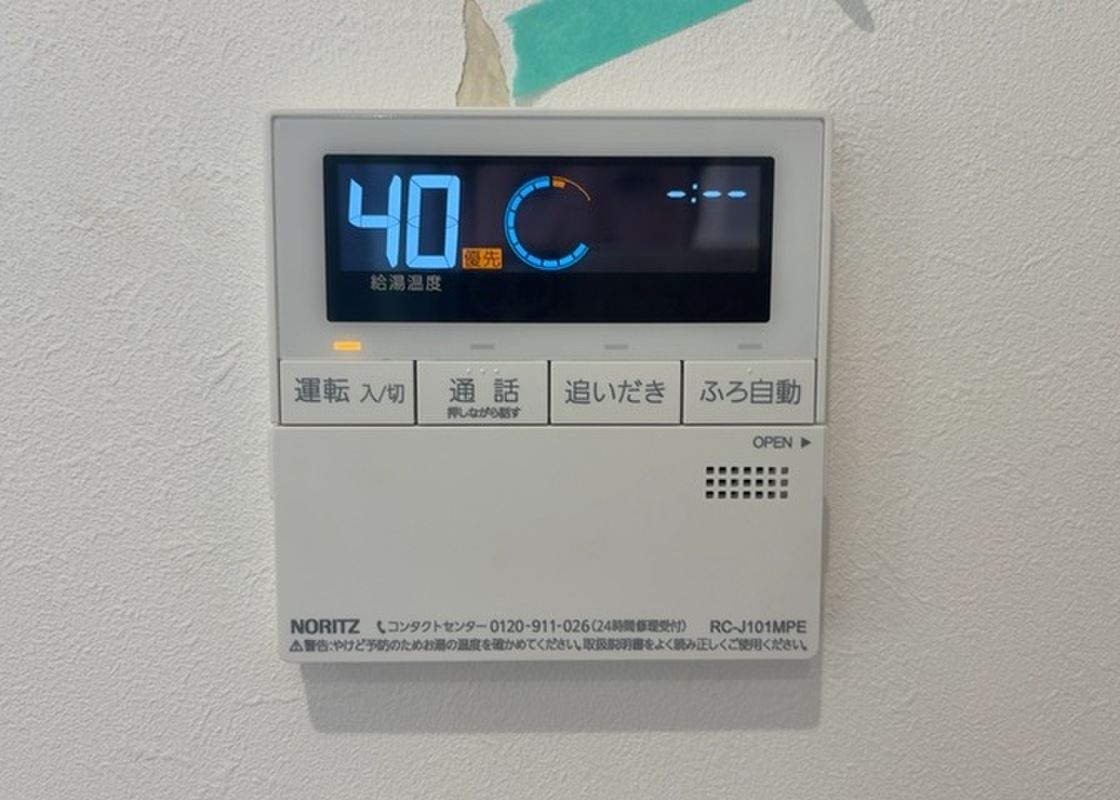 40 優先 -:--
給湯温度
運転 入/切 通話 追いだき ふろ自動
押しながら話す
OPEN ▶
NORITZ コンタクトセンター 0120-911-026(24時間修理受付) RC-J101MPE
⚠警告:やけど予防のためお湯の温度を確かめてください。取扱説明書をよく読み正しくご使用ください。